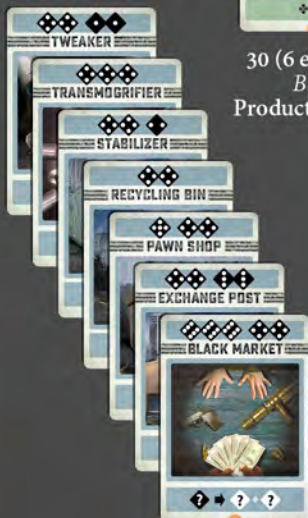 TWEAKER
TRANSMOGRIFIER
STABILIZER
RECYCLING BIN
PAWN SHOP
EXCHANGE POST
BLACK MARKET
? ➡ ? + ?
30 (6 e
B
Product